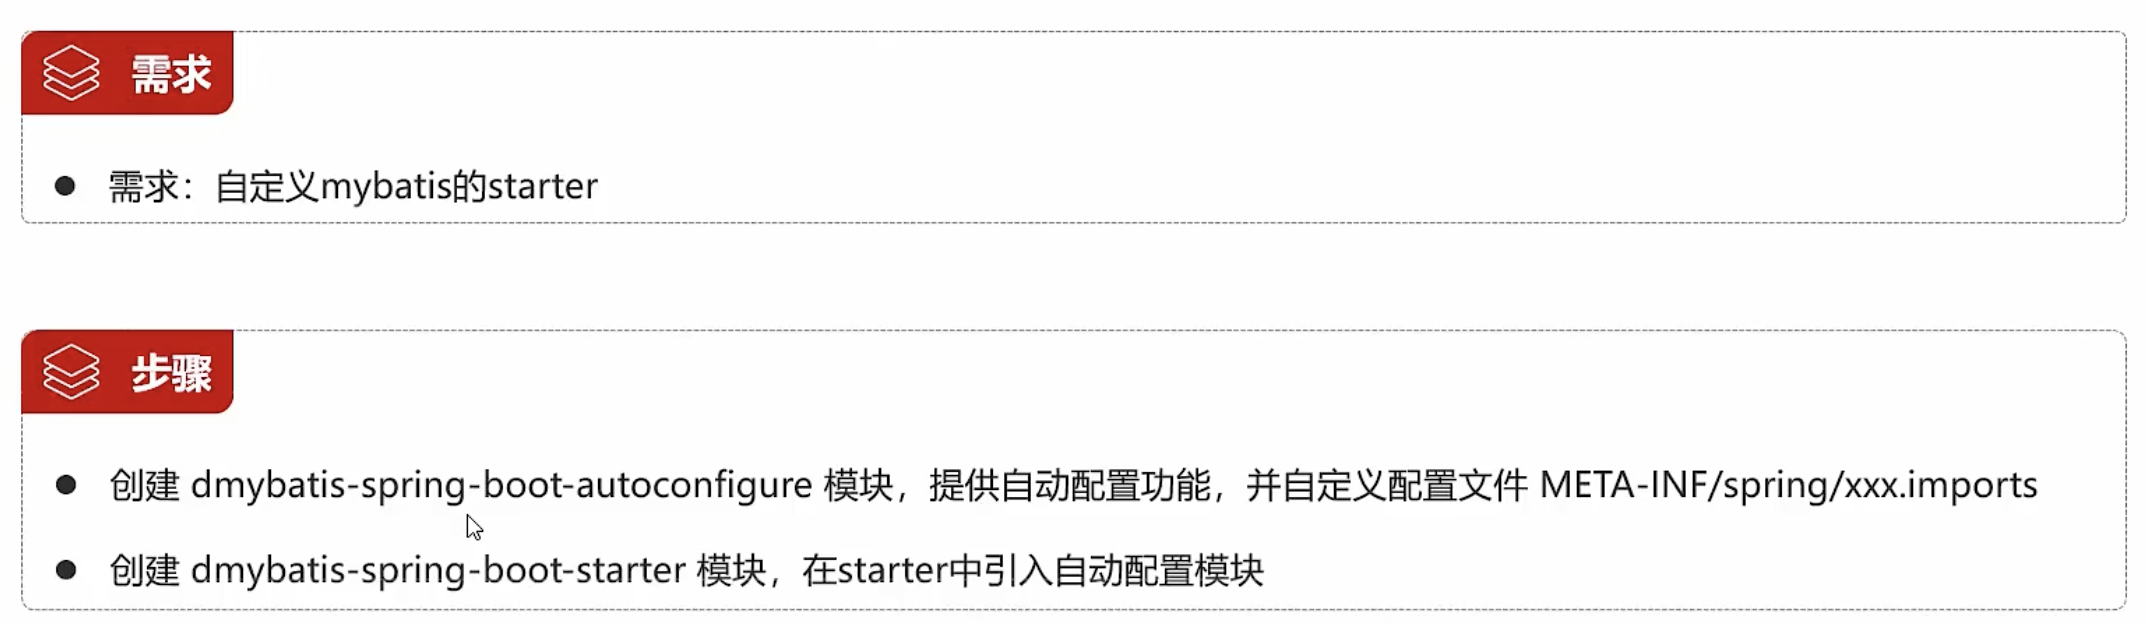 需求
● 需求：自定义mybatis的starter
步骤
● 创建 dmybatis-spring-boot-autoconfigure 模块，提供自动配置功能，并自定义配置文件 META-INF/spring/xxx.imports
● 创建 dmybatis-spring-boot-starter 模块，在starter中引入自动配置模块